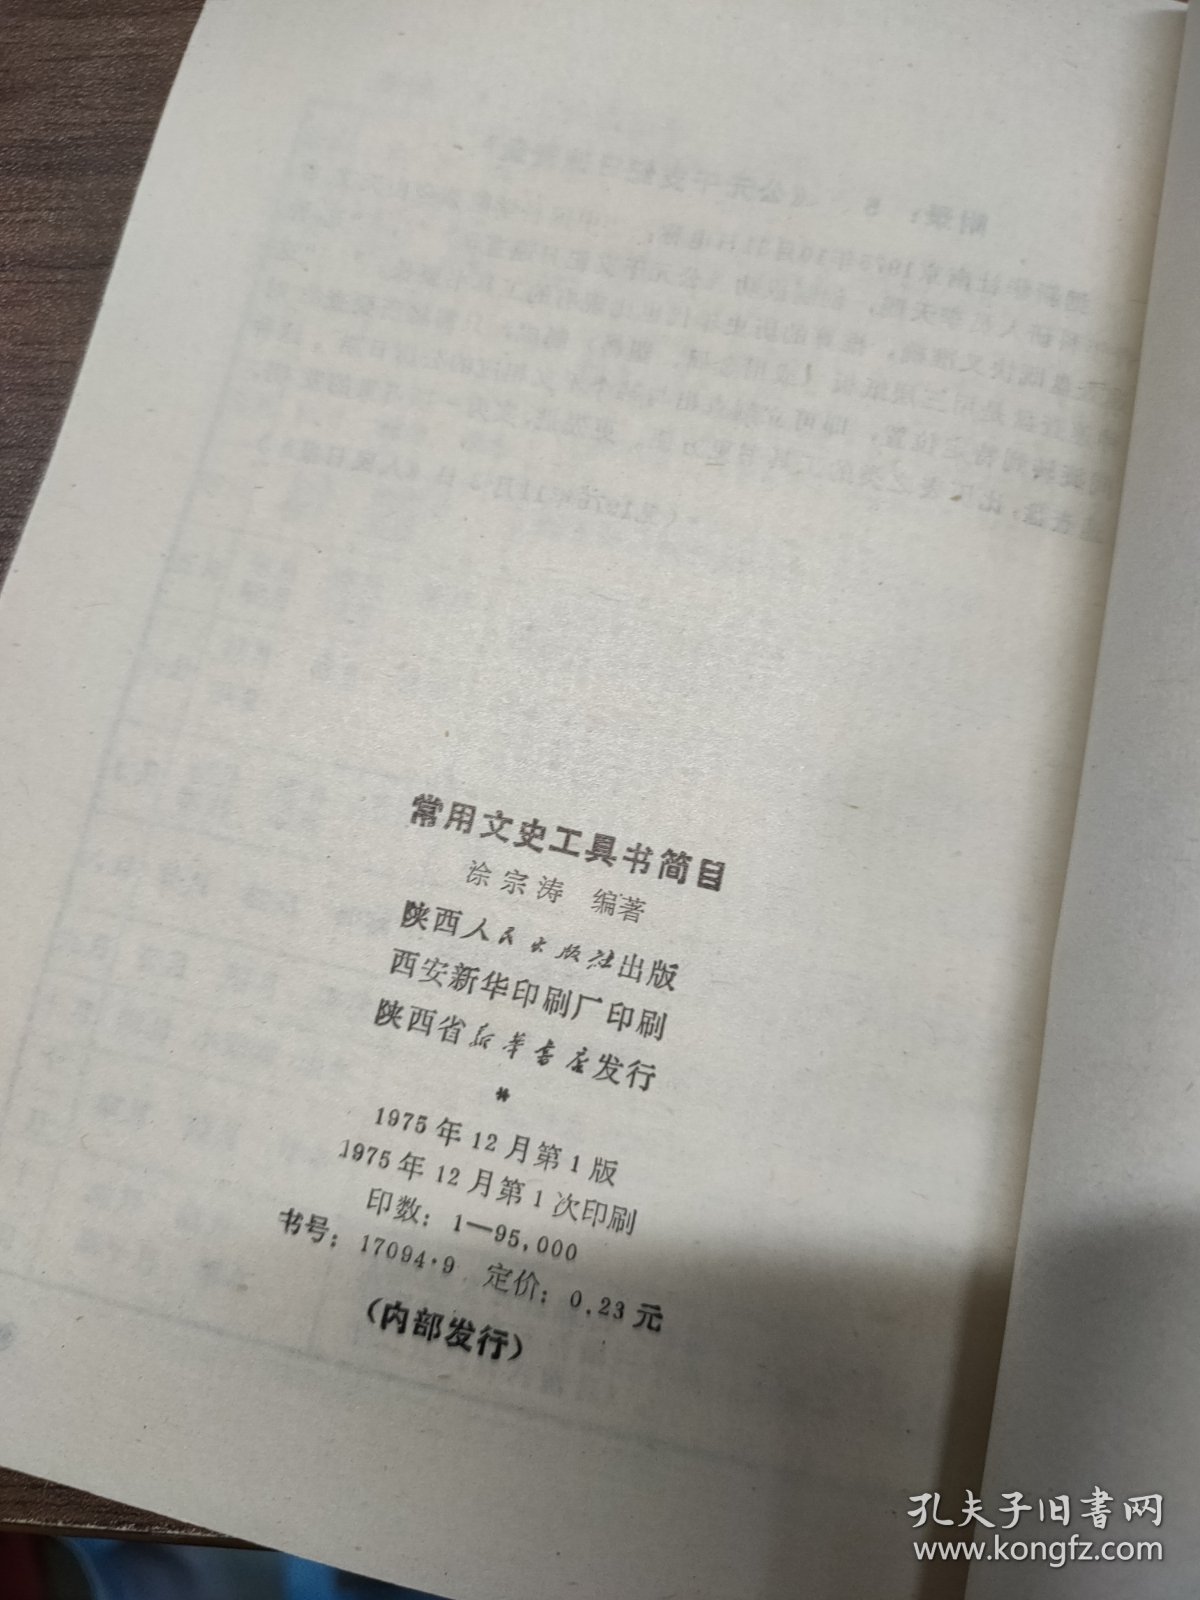 常用文史工具书简目
涂宗涛 编著
陕西人民出版社出版
西安新华印刷厂印刷
陕西省新华书店发行
*
1975年12月第1版
1975年12月第1次印刷
印数：1—95,000
书号：17094·9 定价：0.23元
（内部发行）
孔夫子旧书网
www.kongfz.com